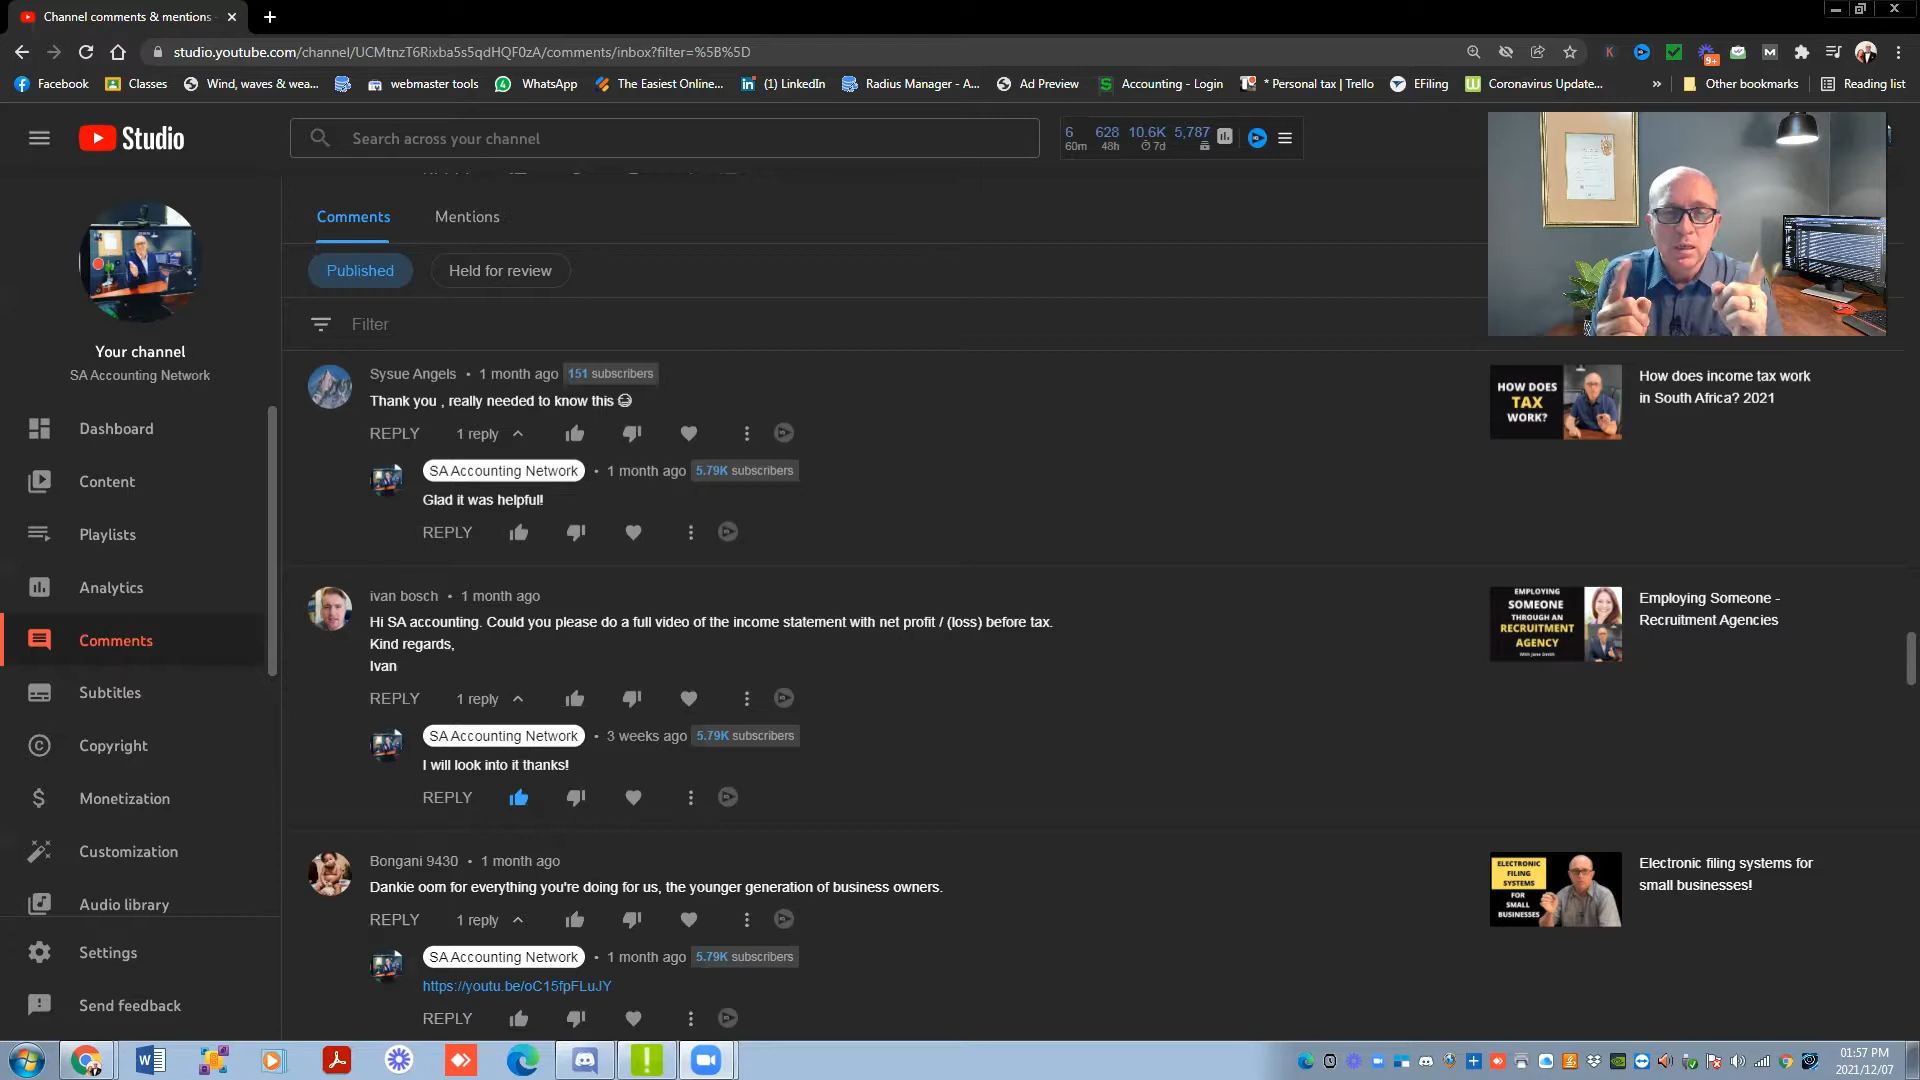 Channel comments & mentions
studio.youtube.com/channel/UCMtnzT6Rixba5s5qdHQF0zA/comments/inbox?filter=%5B%5D
Facebook
Classes
Wind, waves & wea...
webmaster tools
WhatsApp
The Easiest Online...
(1) LinkedIn
Radius Manager - A...
Ad Preview
Accounting - Login
* Personal tax | Trello
EFiling
Coronavirus Update...
»
Other bookmarks
Reading list
Studio
Search across your channel
6 628 10.6K 5,787
60m 48h 7d
Your channel
SA Accounting Network
Dashboard
Content
Playlists
Analytics
Comments
Subtitles
Copyright
Monetization
Customization
Audio library
Settings
Send feedback
Comments
Mentions
Published
Held for review
Filter
Sysue Angels • 1 month ago 151 subscribers
Thank you , really needed to know this 😂
REPLY 1 reply
SA Accounting Network • 1 month ago 5.79K subscribers
Glad it was helpful!
REPLY
HOW DOES
TAX
WORK?
How does income tax work
in South Africa? 2021
ivan bosch • 1 month ago
Hi SA accounting. Could you please do a full video of the income statement with net profit / (loss) before tax.
Kind regards,
Ivan
REPLY 1 reply
SA Accounting Network • 3 weeks ago 5.79K subscribers
I will look into it thanks!
REPLY
EMPLOYING
SOMEONE
THROUGH AN
RECRUITMENT
AGENCY
With Jane Smith
Employing Someone -
Recruitment Agencies
Bongani 9430 • 1 month ago
Dankie oom for everything you're doing for us, the younger generation of business owners.
REPLY 1 reply
SA Accounting Network • 1 month ago 5.79K subscribers
https://youtu.be/oC15fpFLuJY
REPLY
ELECTRONIC
FILING
SYSTEMS
FOR
SMALL
BUSINESSES
Electronic filing systems for
small businesses!
01:57 PM
2021/12/07